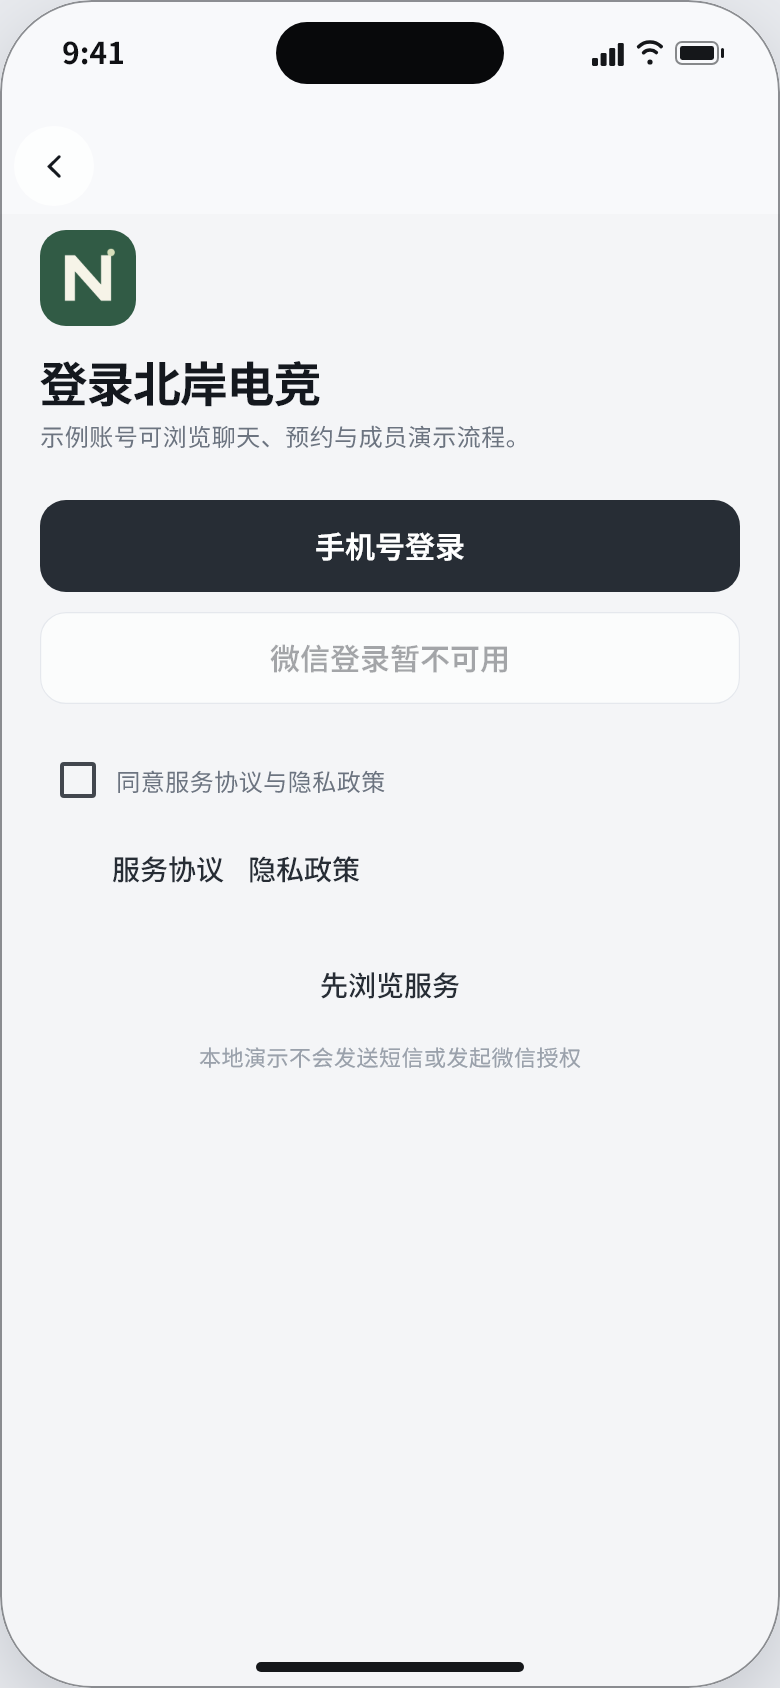 9:41
N
登录北岸电竞
示例账号可浏览聊天、预约与成员演示流程。
手机号登录
微信登录暂不可用
同意服务协议与隐私政策
服务协议 隐私政策
先浏览服务
本地演示不会发送短信或发起微信授权